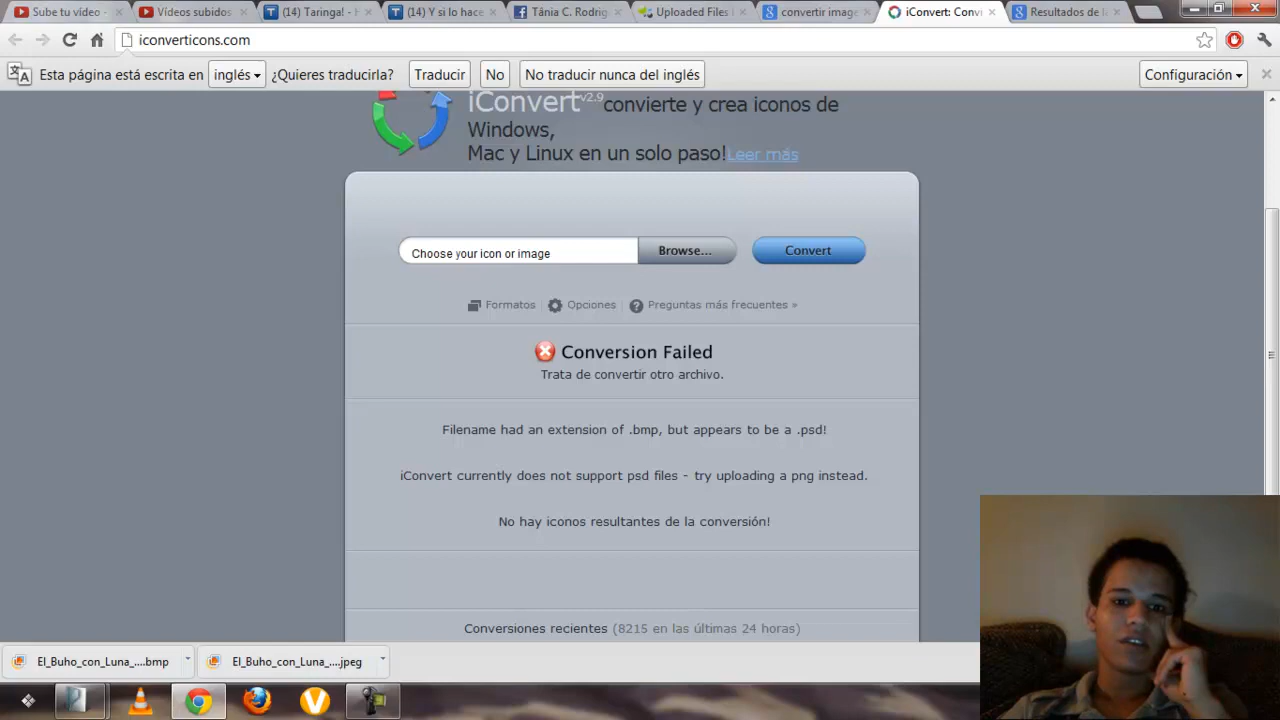 Sube tu vídeo -
Vídeos subidos
(14) Taringa! - 
(14) Y si lo hace
Tânia C. Rodrig
Uploaded Files
convertir image
iConvert: Convi
Resultados de l
iconverticons.com
Esta página está escrita en inglés ¿Quieres traducirla? Traducir No No traducir nunca del inglés Configuración
iConvert v2.9 convierte y crea iconos de
Windows,
Mac y Linux en un solo paso! Leer más
Choose your icon or image Browse... Convert
Formatos Opciones Preguntas más frecuentes »
Conversion Failed
Trata de convertir otro archivo.
Filename had an extension of .bmp, but appears to be a .psd!
iConvert currently does not support psd files - try uploading a png instead.
No hay iconos resultantes de la conversión!
Conversiones recientes (8215 en las últimas 24 horas)
El_Buho_con_Luna_....bmp El_Buho_con_Luna_....jpeg